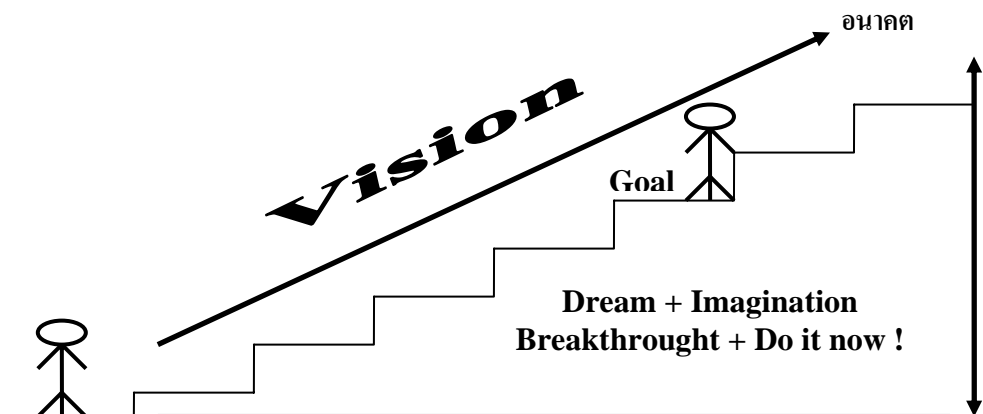 อนาคต
Vision
Goal
Dream + Imagination
Breakthrought + Do it now !